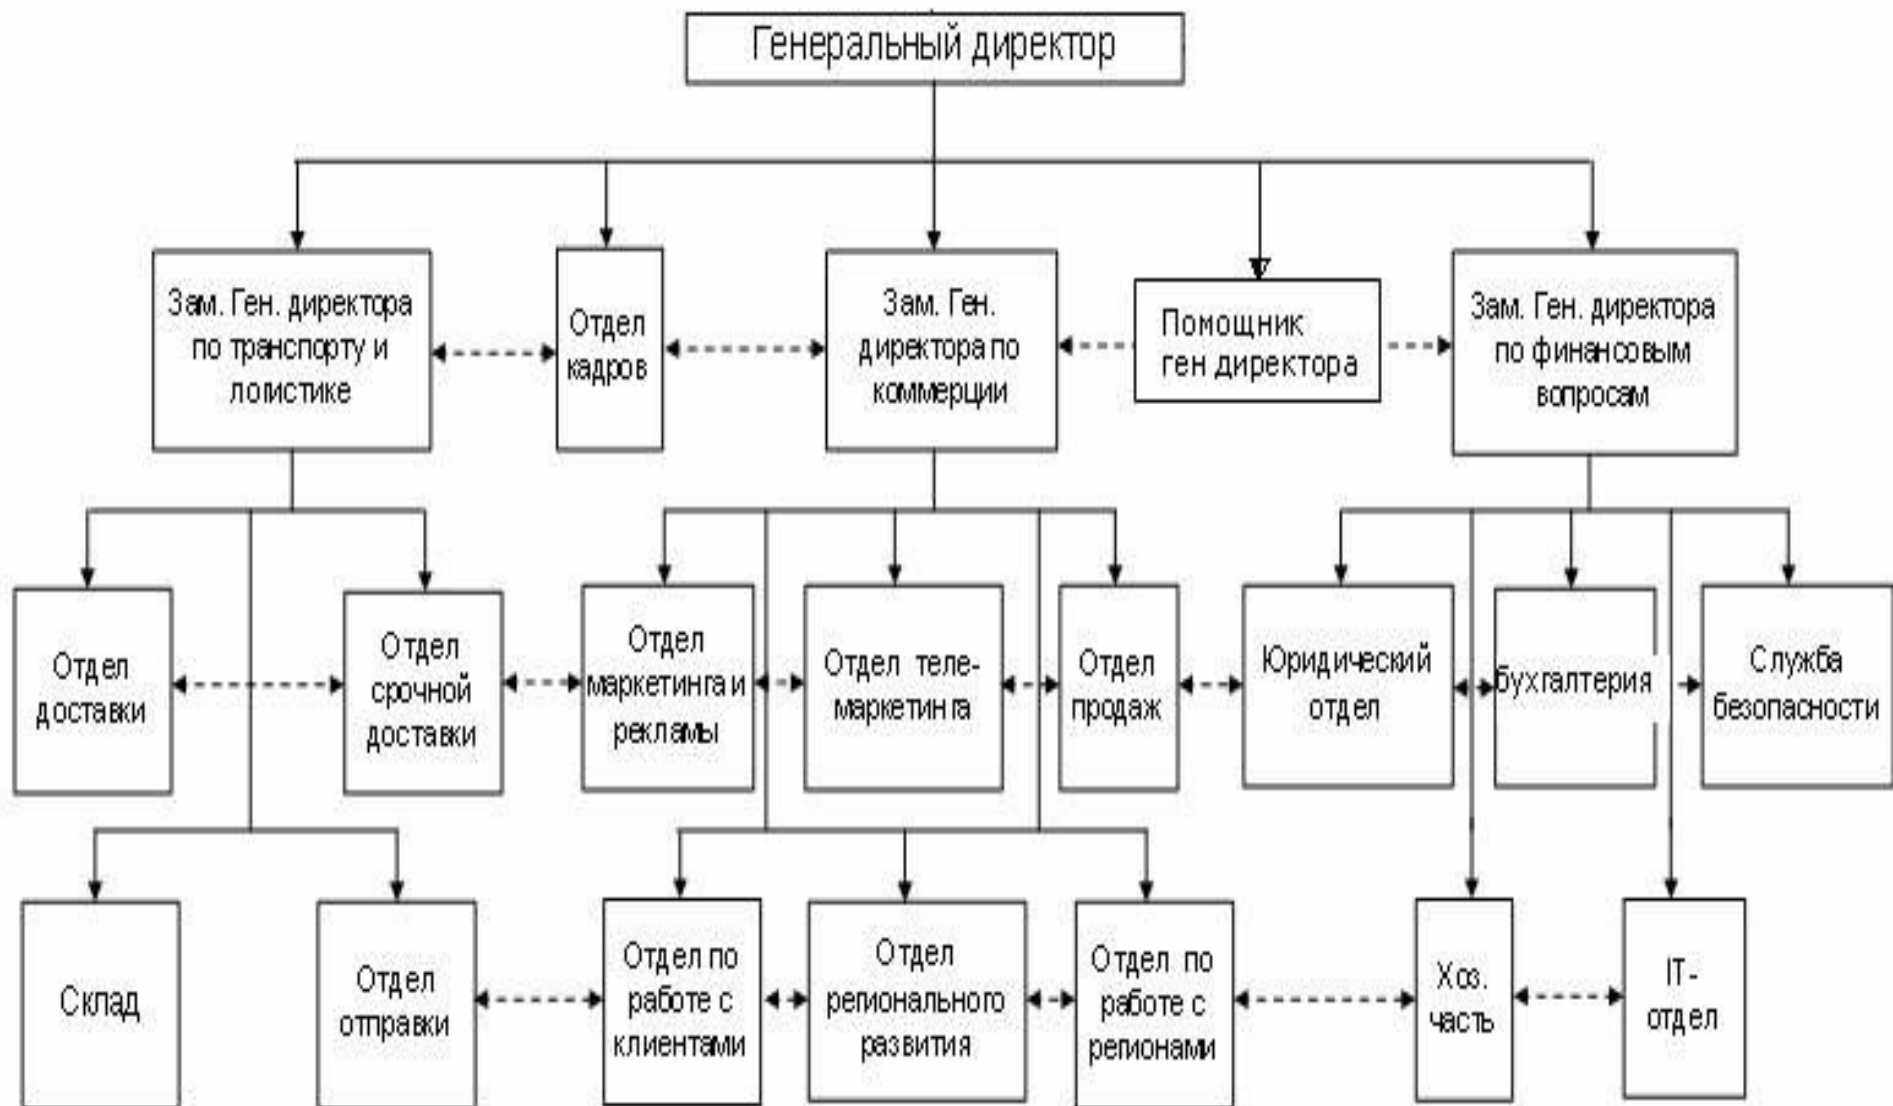 Генеральный директор
Зам. Ген. директора
по транспорту и
логистике
Отдел
кадров
Зам. Ген.
директора по
коммерции
Помощник
ген директора
Зам. Ген. директора
по финансовым
вопросам
Отдел
доставки
Отдел
срочной
доставки
Отдел
маркетинга и
рекламы
Отдел теле-
маркетинга
Отдел
продаж
Юридический
отдел
бухгалтерия
Служба
безопасности
Склад
Отдел
отправки
Отдел по
работе с
клиентами
Отдел
регионального
развития
Отдел по
работе с
регионами
Хоз.
часть
IT-
отдел